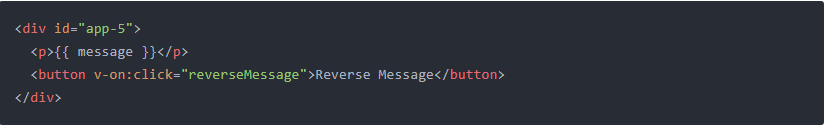 <div id="app-5">
  <p>{{ message }}</p>
  <button v-on:click="reverseMessage">Reverse Message</button>
</div>